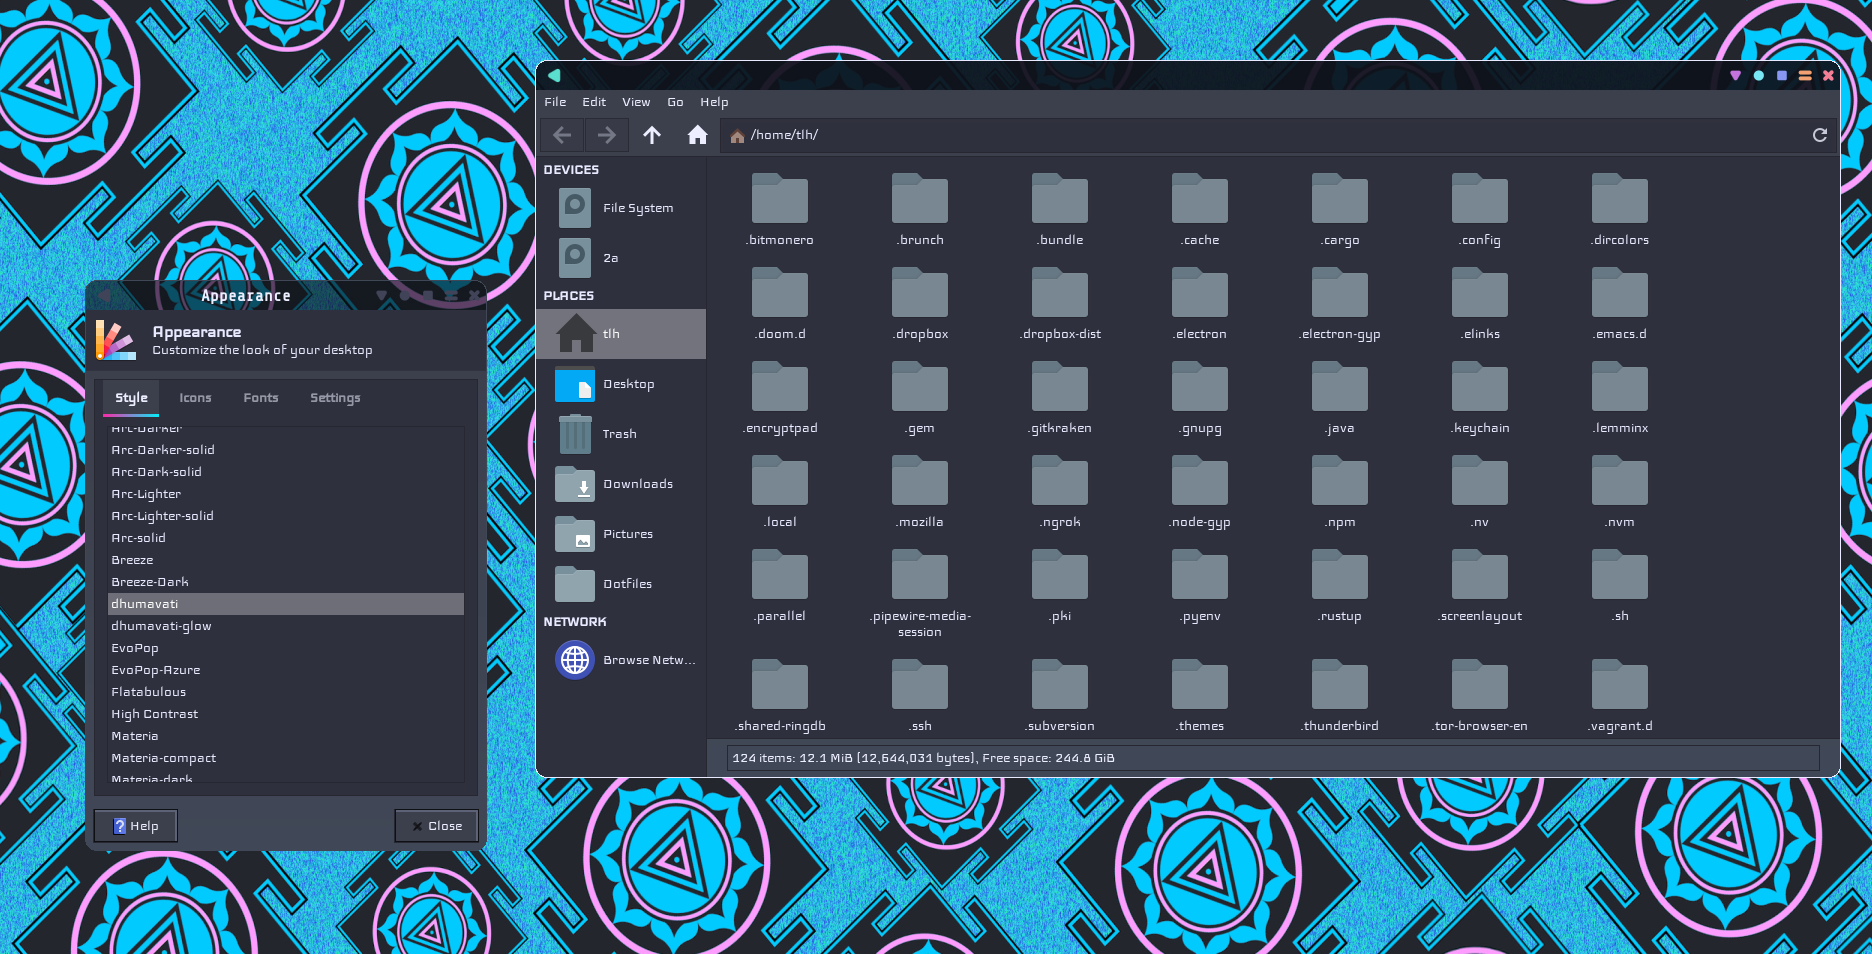 Appearance
Appearance
Customize the look of your desktop
Style Icons Fonts Settings
Arc-Darker
Arc-Darker-solid
Arc-Dark-solid
Arc-Lighter
Arc-Lighter-solid
Arc-solid
Breeze
Breeze-Dark
dhumavati
dhumavati-glow
EvoPop
EvoPop-Azure
Flatabulous
High Contrast
Materia
Materia-compact
Materia-dark
? Help
Close
File Edit View Go Help
/home/tlh/
DEVICES
File System
2a
PLACES
tlh
Desktop
Trash
Downloads
Pictures
DotFiles
NETWORK
Browse Netw...
.bitmonero .brunch .bundle .cache .cargo .config .dircolors
.doom.d .dropbox .dropbox-dist .electron .electron-gyp .elinks .emacs.d
.encryptpad .gem .gitkraken .gnupg .java .keychain .lemminx
.local .mozilla .ngrok .node-gyp .npm .nv .nvm
.parallel .pipewire-media-session .pki .pyenv .rustup .screenlayout .sh
.shared-ringdb .ssh .subversion .themes .thunderbird .tor-browser-en .vagrant.d
124 items: 12.1 MiB (12,644,031 bytes), Free space: 244.8 GiB